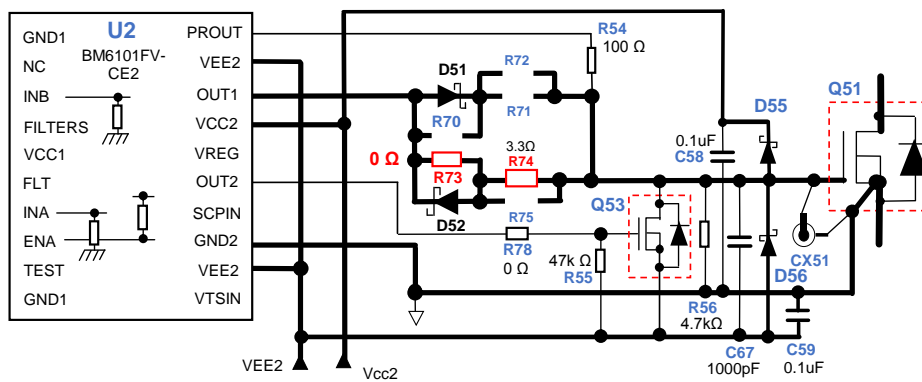 U2
BM6101FV-
CE2
GND1
NC
INB
FILTERS
VCC1
FLT
INA
ENA
TEST
GND1
PROUT
VEE2
OUT1
VCC2
VREG
OUT2
SCPIN
GND2
VEE2
VTSIN
VEE2
Vcc2
D51
R72
R71
R70
0 Ω
R73
3.3Ω
R74
D52
R75
R78
0 Ω
R54
100 Ω
47k Ω
R55
Q53
0.1uF
C58
R56
4.7kΩ
C67
1000pF
C59
0.1uF
D55
D56
CX51
Q51